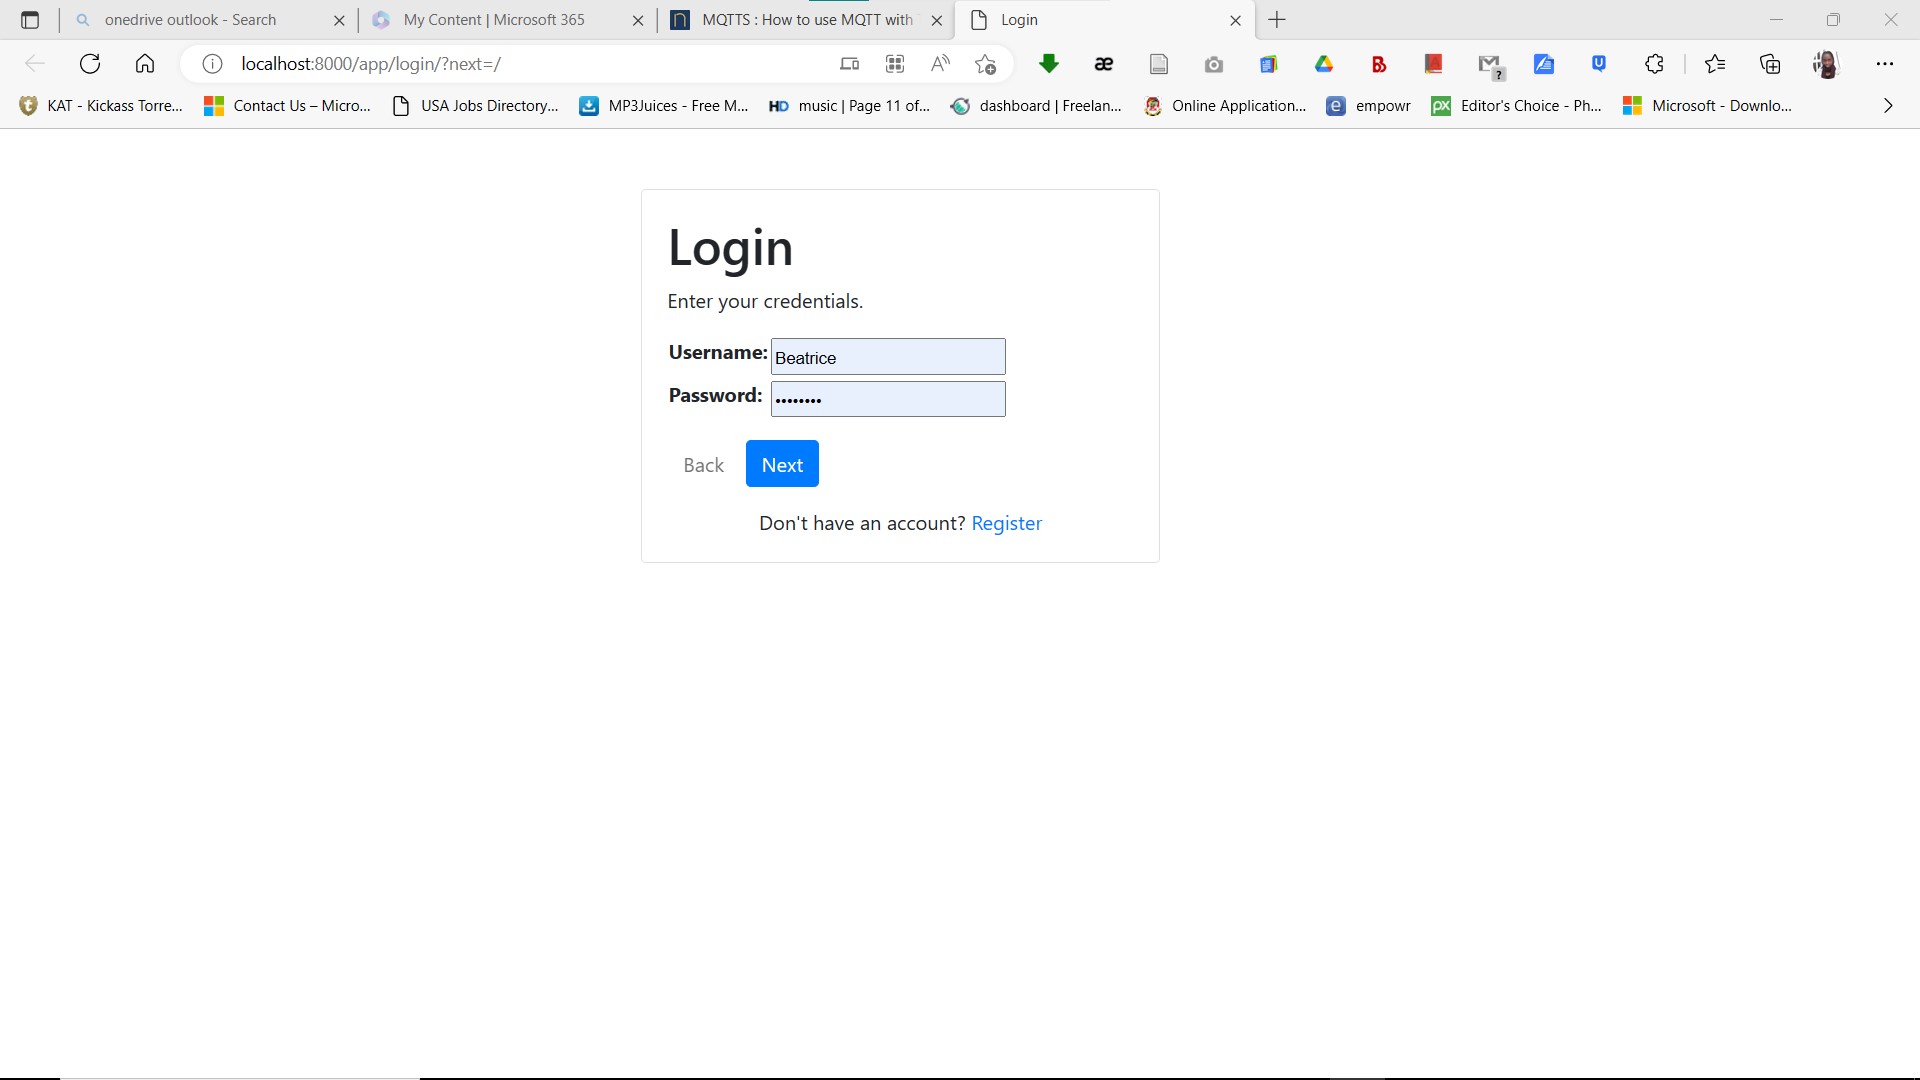 onedrive outlook - Search
My Content | Microsoft 365
MQTTS : How to use MQTT with
Login
localhost:8000/app/login/?next=/
KAT - Kickass Torre...
Contact Us – Micro...
USA Jobs Directory...
MP3Juices - Free M...
HD music | Page 11 of...
dashboard | Freelan...
Online Application...
empowr
Editor's Choice - Ph...
Microsoft - Downlo...
Login
Enter your credentials.
Username: Beatrice
Password: ••••••••
Back Next
Don't have an account? Register